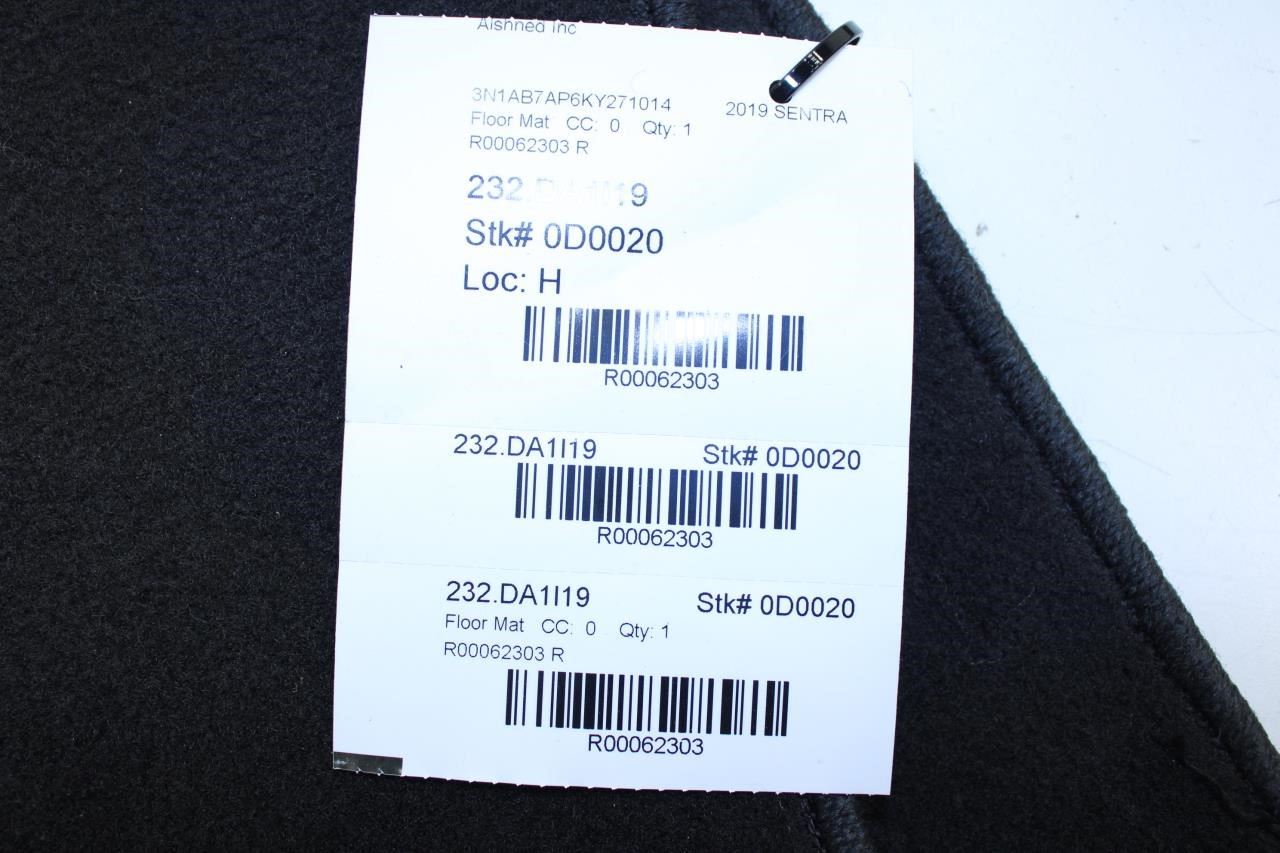 Aishned Inc
3N1AB7AP6KY271014 2019 SENTRA
Floor Mat CC: 0 Qty: 1
R00062303 R
232.DA1I19
Stk# 0D0020
Loc: H
R00062303
232.DA1I19 Stk# 0D0020
R00062303
232.DA1I19 Stk# 0D0020
Floor Mat CC: 0 Qty: 1
R00062303 R
R00062303